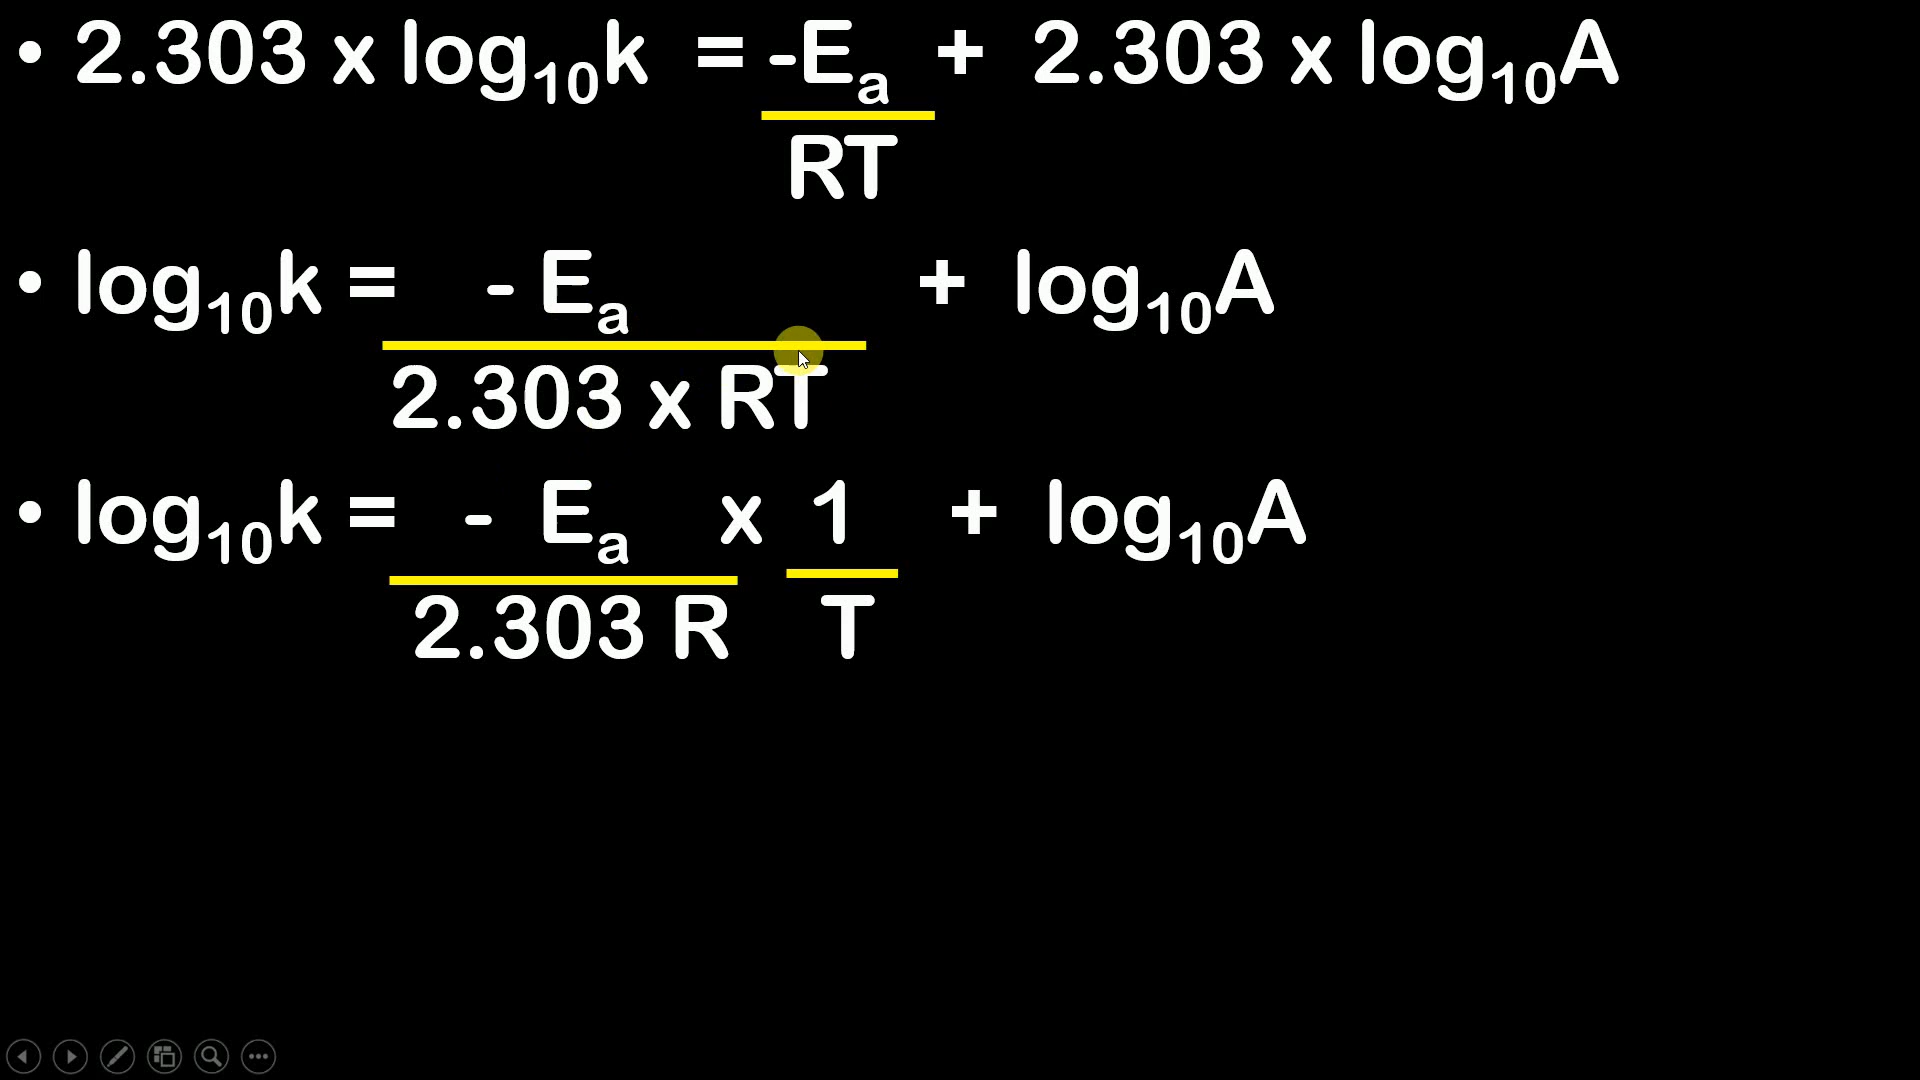 • 2.303 x log₁₀k = -Eₐ + 2.303 x log₁₀A
RT
• log₁₀k = - Eₐ + log₁₀A
2.303 x RT
• log₁₀k = - Eₐ x 1 + log₁₀A
2.303 R T